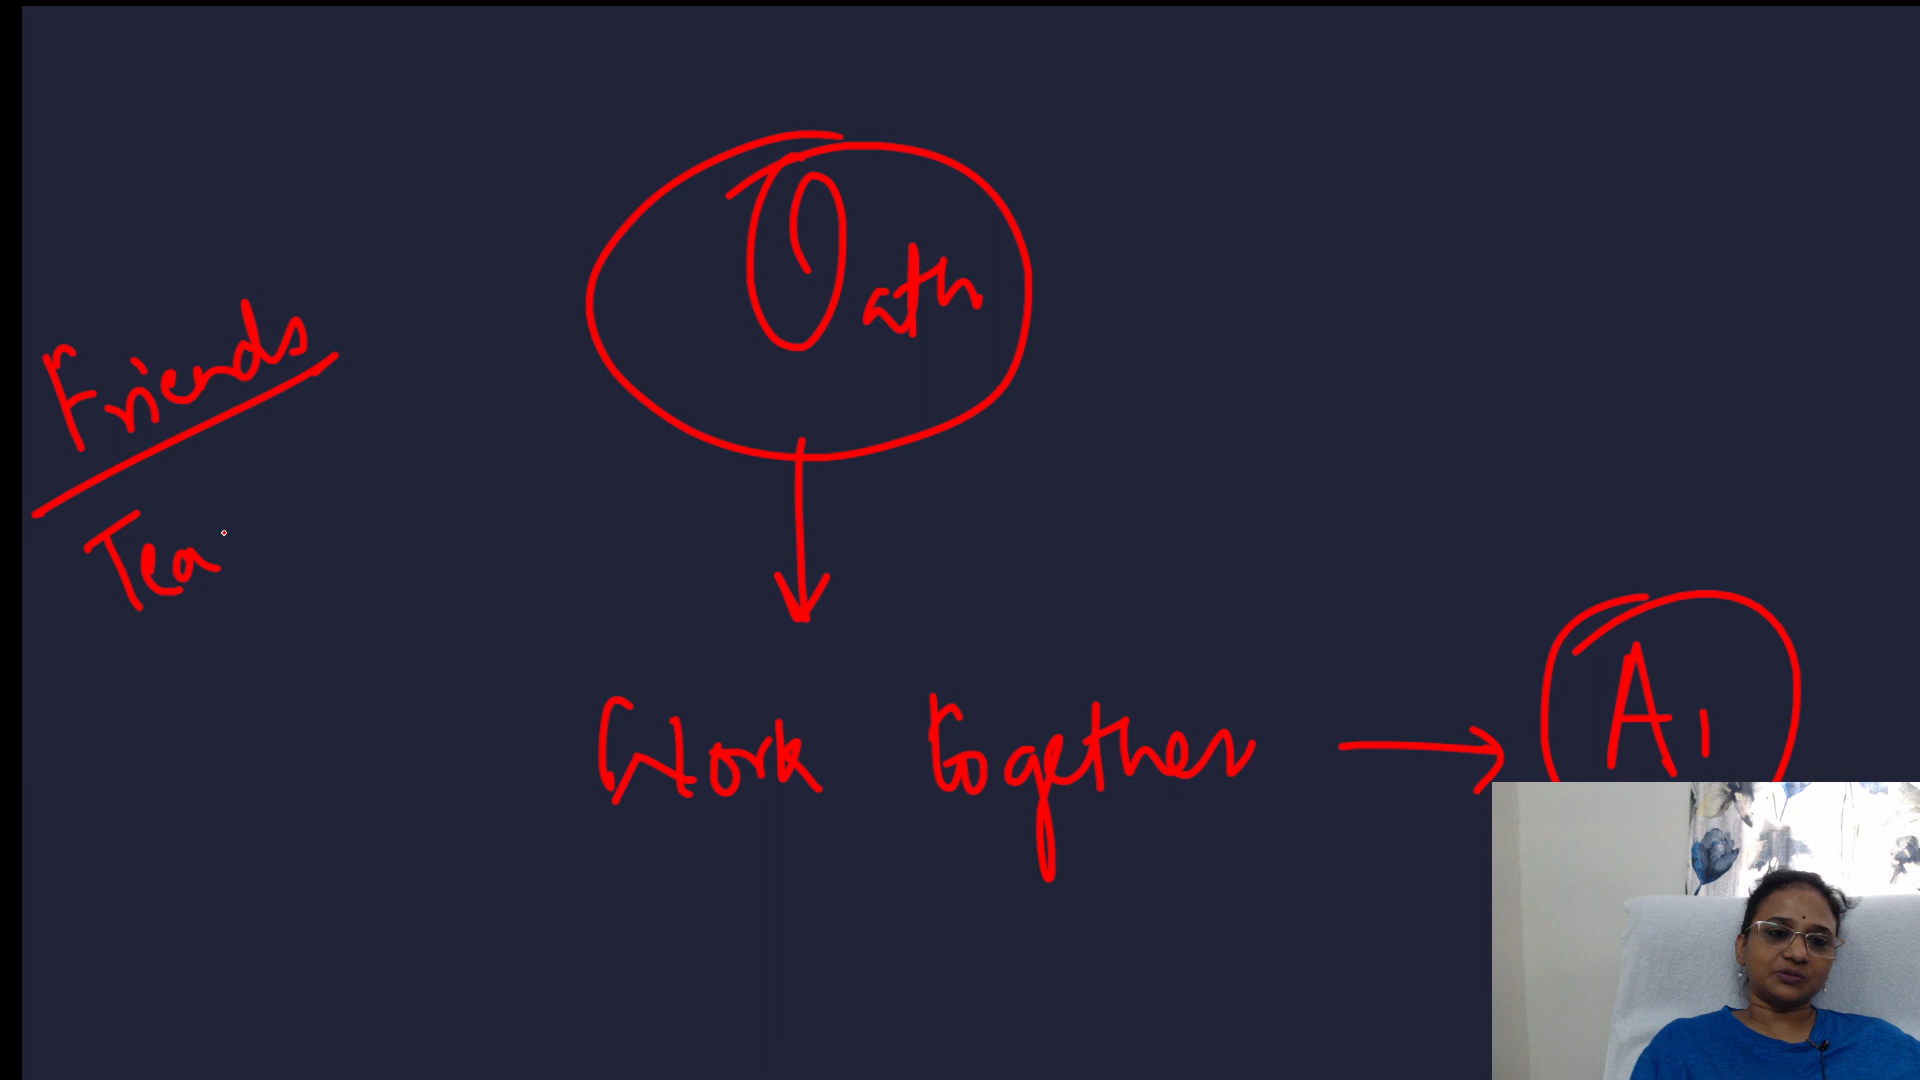 Oath
Friends
Tea
Work together → A1